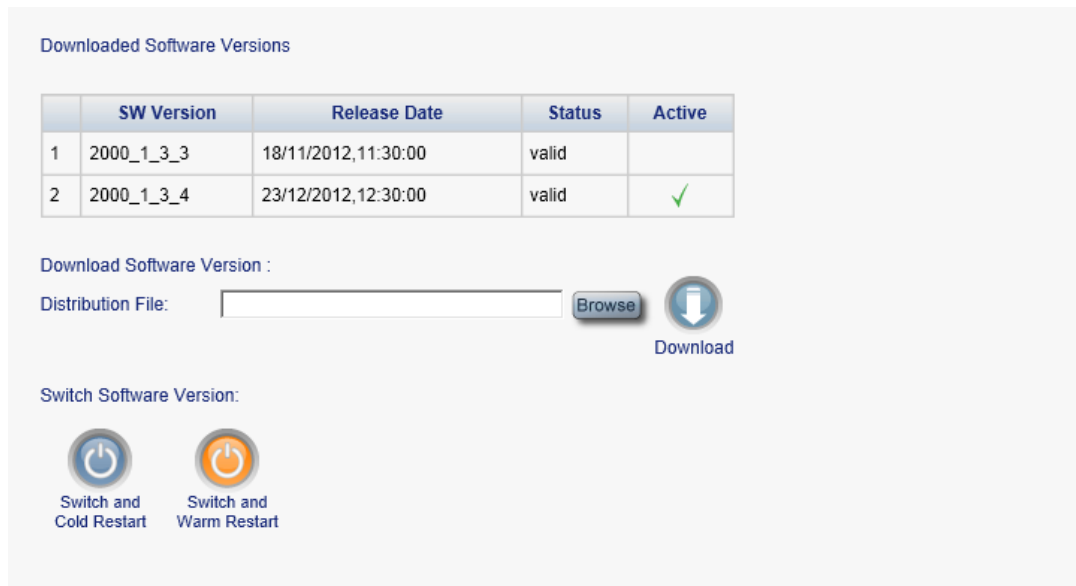 Downloaded Software Versions
SW Version Release Date Status Active
1 2000_1_3_3 18/11/2012,11:30:00 valid
2 2000_1_3_4 23/12/2012,12:30:00 valid
Download Software Version :
Distribution File: Browse
Download
Switch Software Version:
Switch and Switch and
Cold Restart Warm Restart